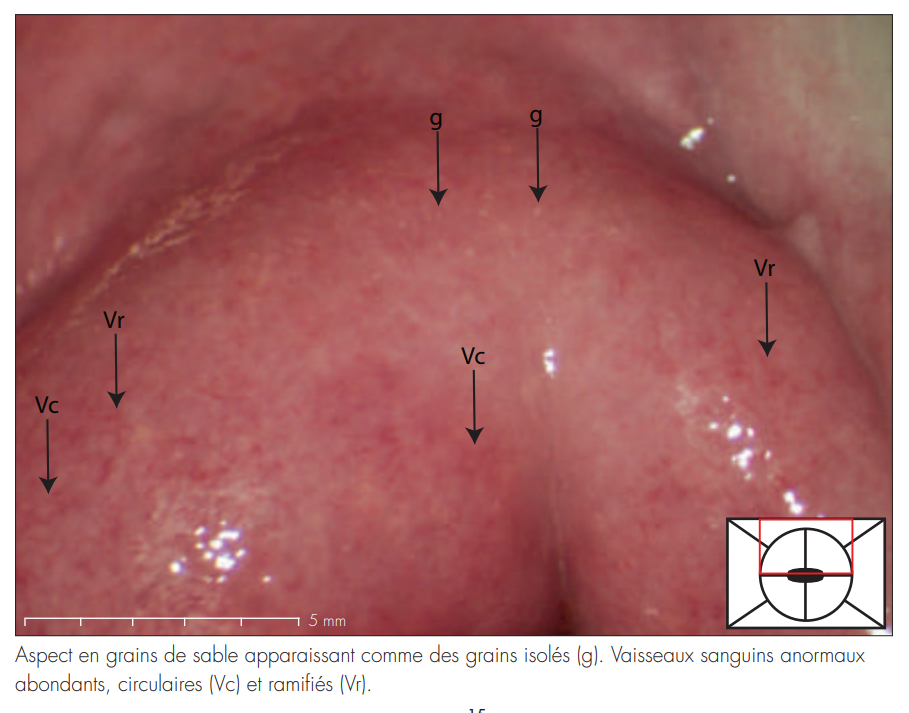 g g
Vr
Vr
Vc
Vc
5 mm
Aspect en grains de sable apparaissant comme des grains isolés (g). Vaisseaux sanguins anormaux
abondants, circulaires (Vc) et ramifiés (Vr).
15